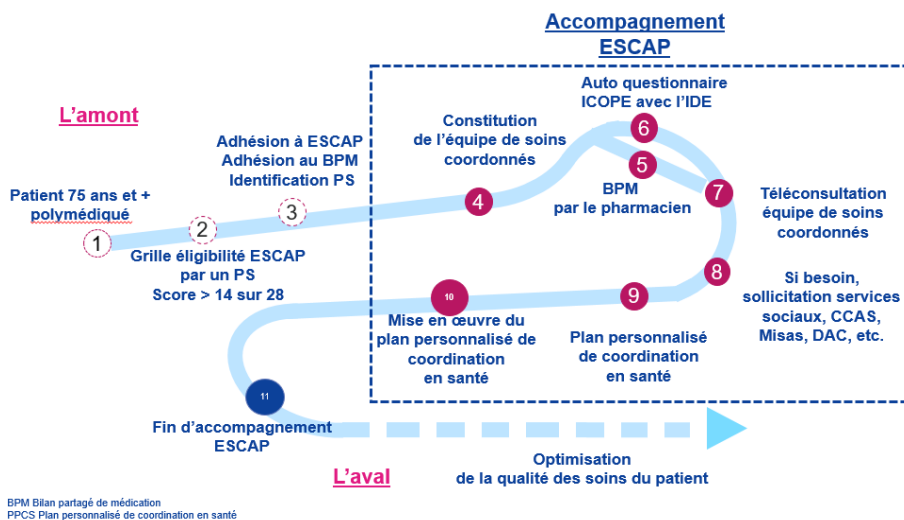 Accompagnement
ESCAP
L'amont
Auto questionnaire
ICOPE avec l'IDE
6
Constitution
de l'équipe de soins
coordonnés
Adhésion à ESCAP
Adhésion au BPM
Identification PS
5
BPM
par le pharmacien
7
Téléconsultation
équipe de soins
coordonnés
Patient 75 ans et +
polymédiqué
1
2
3
4
Grille éligibilité ESCAP
par un PS
Score > 14 sur 28
8
Si besoin,
sollicitation services
sociaux, CCAS,
Misas, DAC, etc.
9
Plan personnalisé
de coordination
en santé
10
Mise en œuvre du
plan personnalisé de
coordination
en santé
11
Fin d'accompagnement
ESCAP
L'aval
Optimisation
de la qualité des soins du patient
BPM Bilan partagé de médication
PPCS Plan personnalisé de coordination en santé